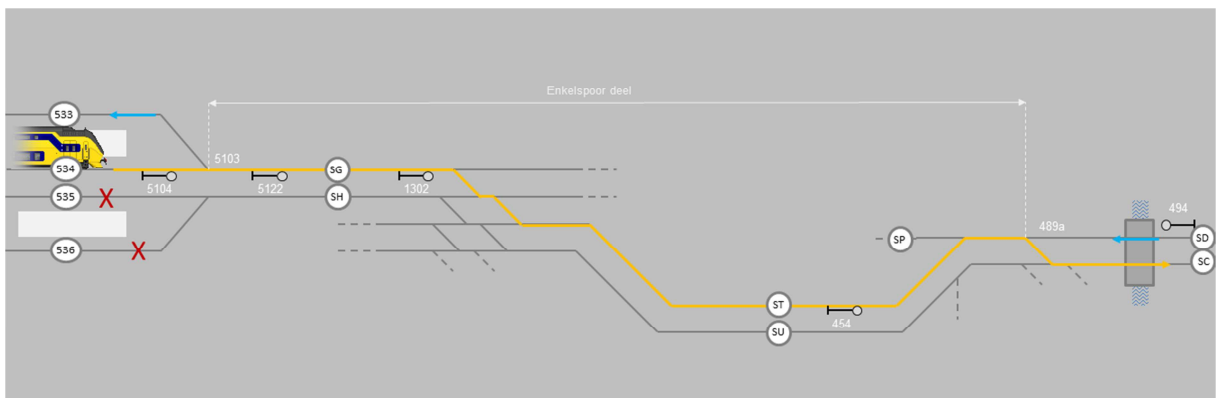 Enkelspoor deel
533
5103
534
5104
5122
SG
1302
535
SH
536
SP
489a
494
SD
SC
ST
454
SU